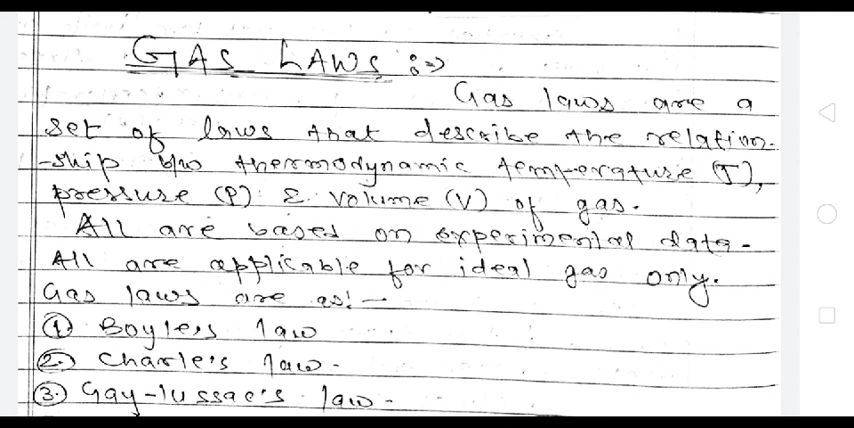 GAS LAWS :->
Gas laws are a
set of laws that describe the relation-
-ship b/w thermodynamic temperature (T),
pressure (P) & Volume (V) of gas.
All are based on experimental data-
All are applicable for ideal gas only.
Gas laws are as:-
① Boyless law
② Charle's law -
③ Gay-lussac's law -